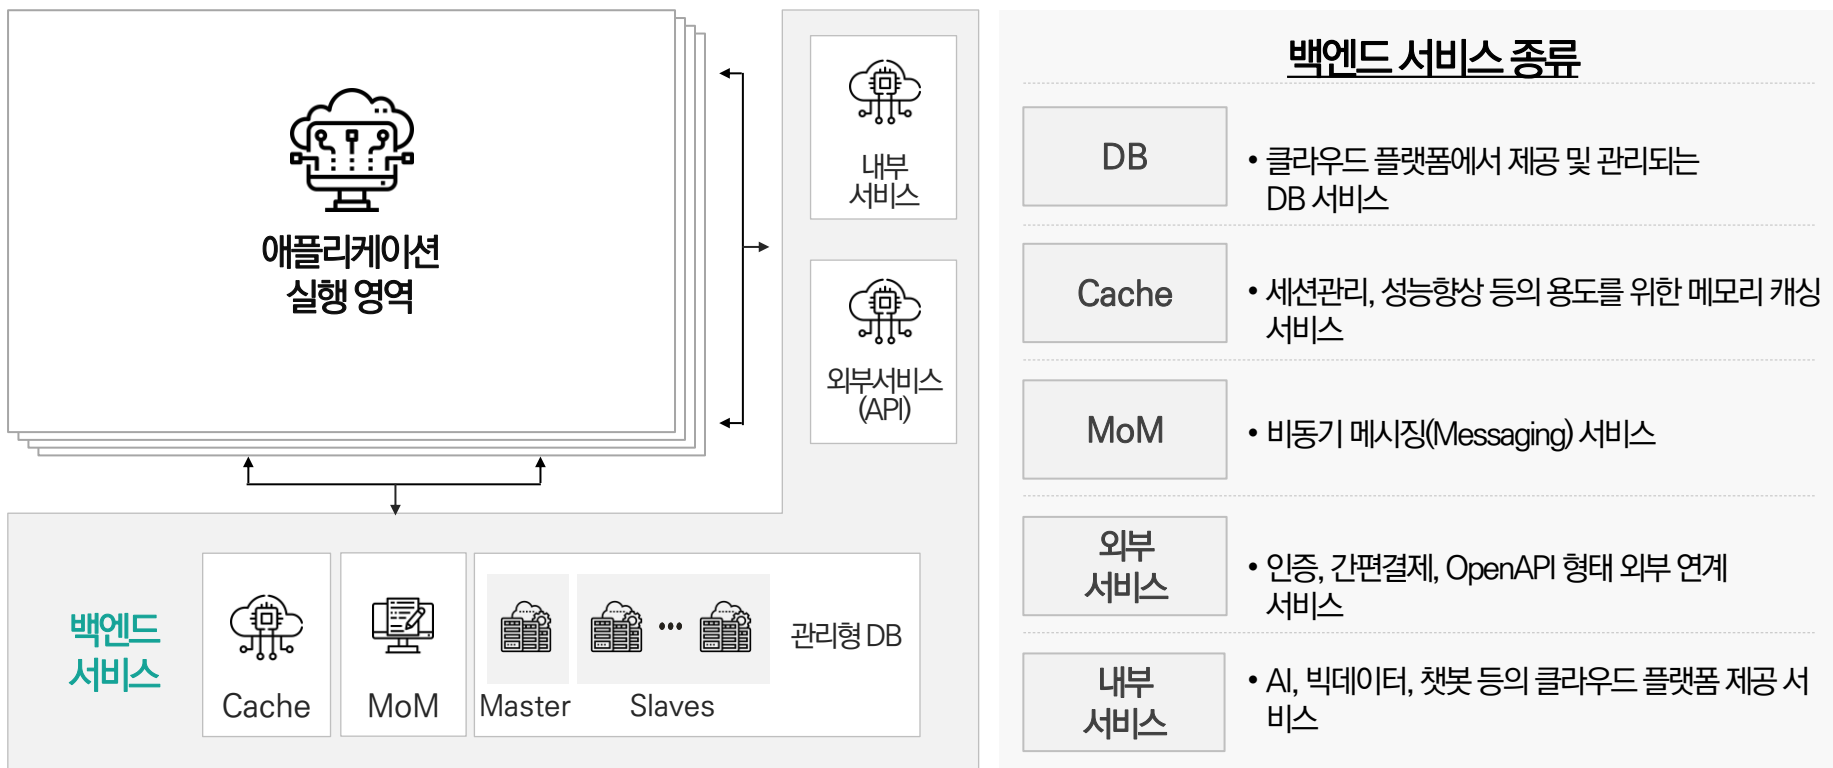 애플리케이션
실행 영역
내부
서비스
외부서비스
(API)
백엔드
서비스
Cache
MoM
Master
Slaves
관리형 DB
백엔드 서비스 종류
DB
• 클라우드 플랫폼에서 제공 및 관리되는
DB 서비스
Cache
• 세션관리, 성능향상 등의 용도를 위한 메모리 캐싱
서비스
MoM
• 비동기 메시징(Messaging) 서비스
외부
서비스
• 인증, 간편결제, OpenAPI 형태 외부 연계
서비스
내부
서비스
• AI, 빅데이터, 챗봇 등의 클라우드 플랫폼 제공 서
비스